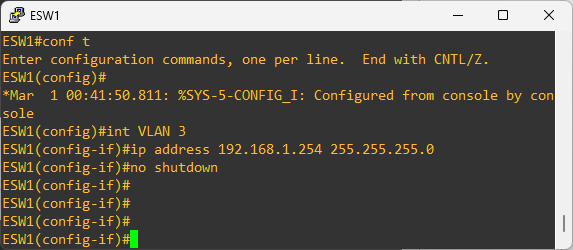 ESW1
ESW1#conf t
Enter configuration commands, one per line.  End with CNTL/Z.
ESW1(config)#
*Mar  1 00:41:50.811: %SYS-5-CONFIG_I: Configured from console by con
sole
ESW1(config)#int VLAN 3
ESW1(config-if)#ip address 192.168.1.254 255.255.255.0
ESW1(config-if)#no shutdown
ESW1(config-if)#
ESW1(config-if)#
ESW1(config-if)#
ESW1(config-if)#